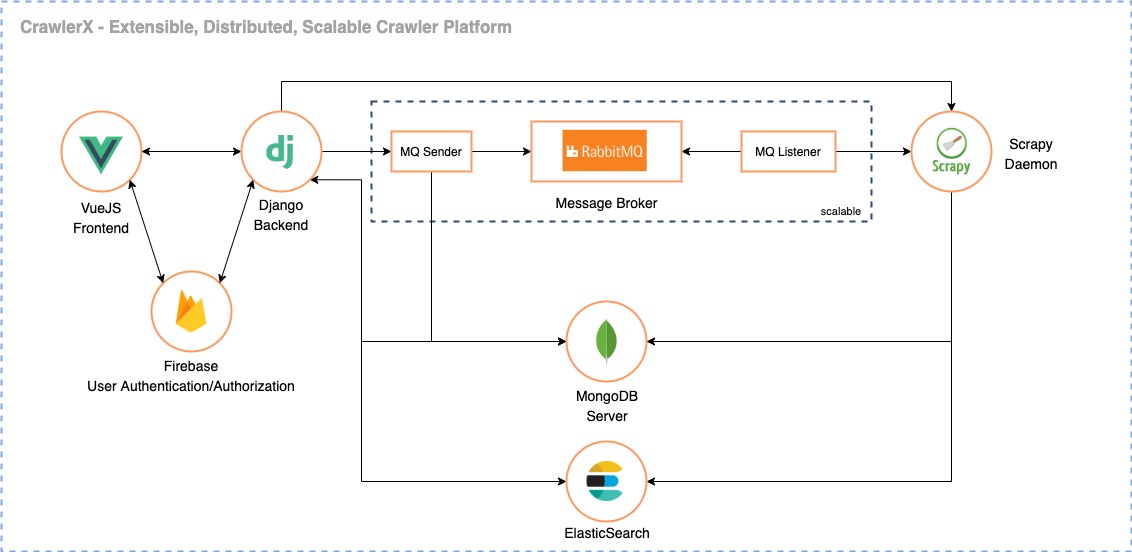 CrawlerX - Extensible, Distributed, Scalable Crawler Platform
VueJS
Frontend
dj
Django
Backend
MQ Sender
RabbitMQ
MQ Listener
Message Broker
scalable
Scrapy
Scrapy
Daemon
Firebase
User Authentication/Authorization
MongoDB
Server
ElasticSearch